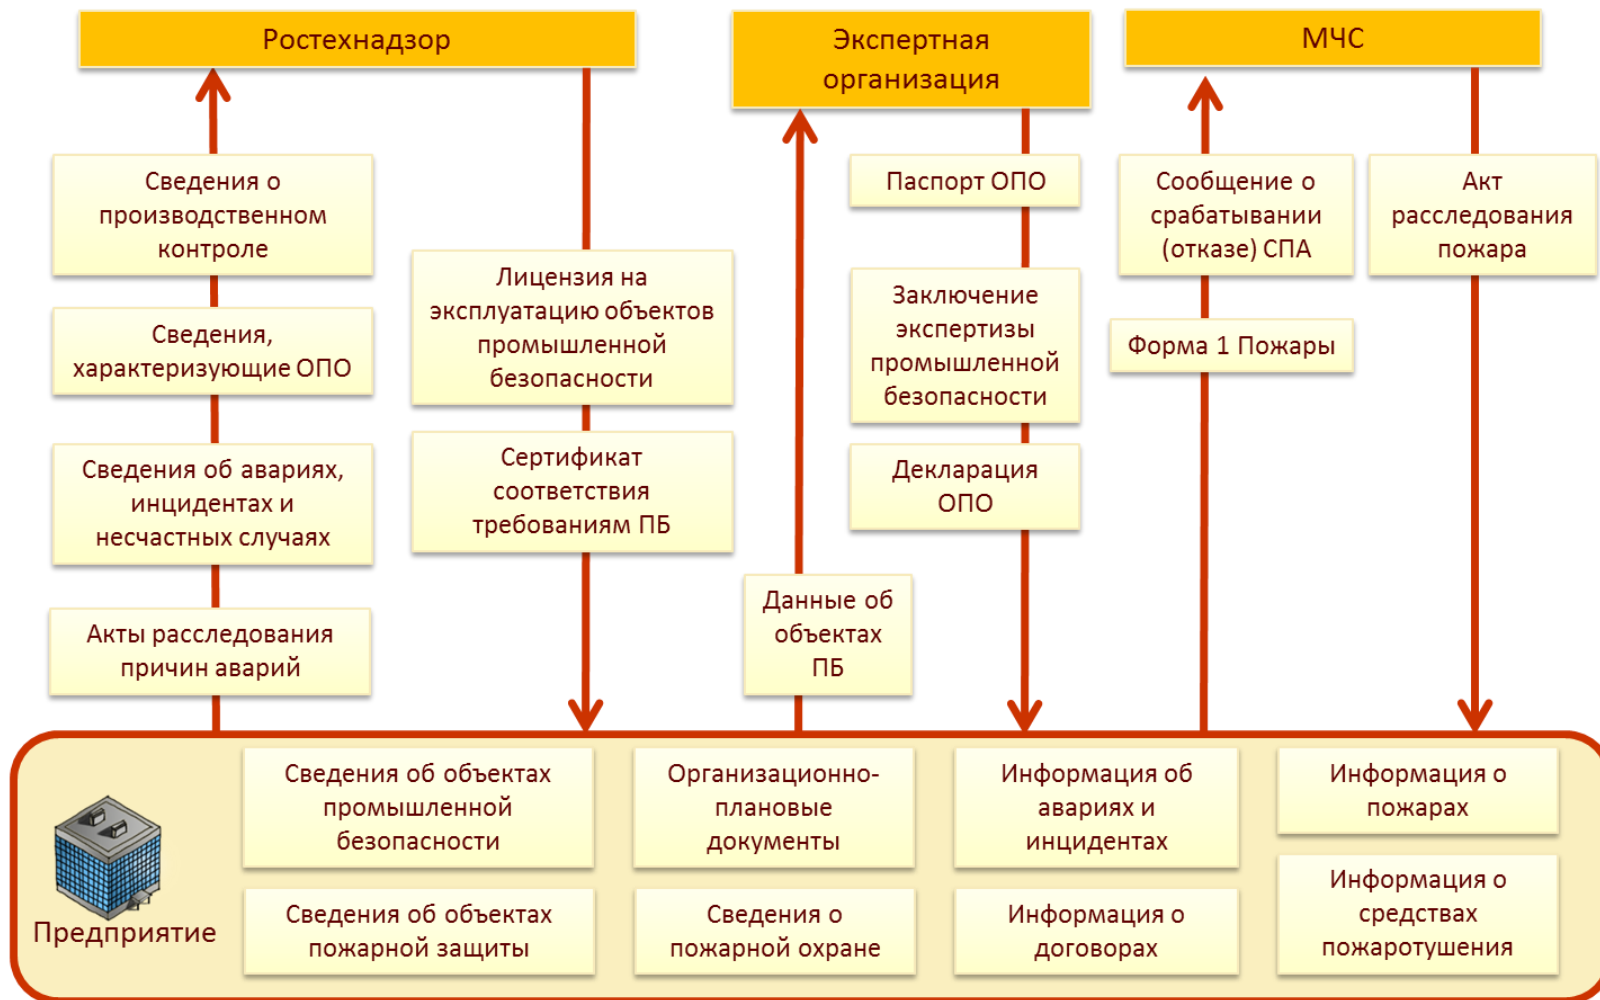 Ростехнадзор
Экспертная
организация
МЧС
Сведения о
производственном
контроле
Сведения,
характеризующие ОПО
Сведения об авариях,
инцидентах и
несчастных случаях
Акты расследования
причин аварий
Лицензия на
эксплуатацию объектов
промышленной
безопасности
Сертификат
соответствия
требованиям ПБ
Данные об
объектах
ПБ
Паспорт ОПО
Заключение
экспертизы
промышленной
безопасности
Декларация
ОПО
Сообщение о
срабатывании
(отказе) СПА
Форма 1 Пожары
Акт
расследования
пожара
Предприятие
Сведения об объектах
промышленной
безопасности
Организационно-
плановые
документы
Информация об
авариях и
инцидентах
Информация о
пожарах
Сведения об объектах
пожарной защиты
Сведения о
пожарной охране
Информация о
договорах
Информация о
средствах
пожаротушения